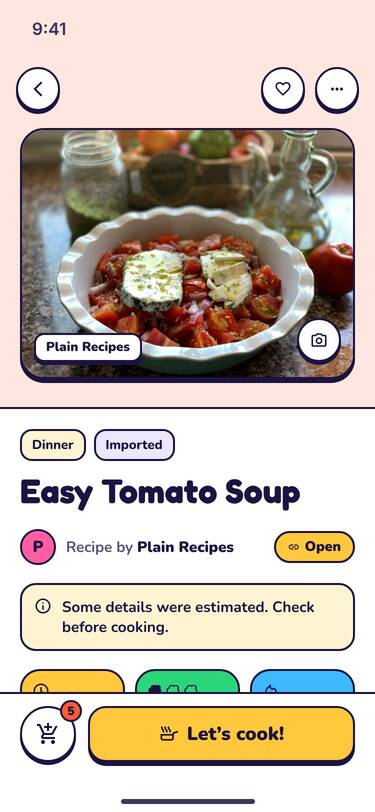 9:41
Plain Recipes
Dinner
Imported
Easy Tomato Soup
P
Recipe by Plain Recipes
Open
Some details were estimated. Check
before cooking.
5
Let's cook!